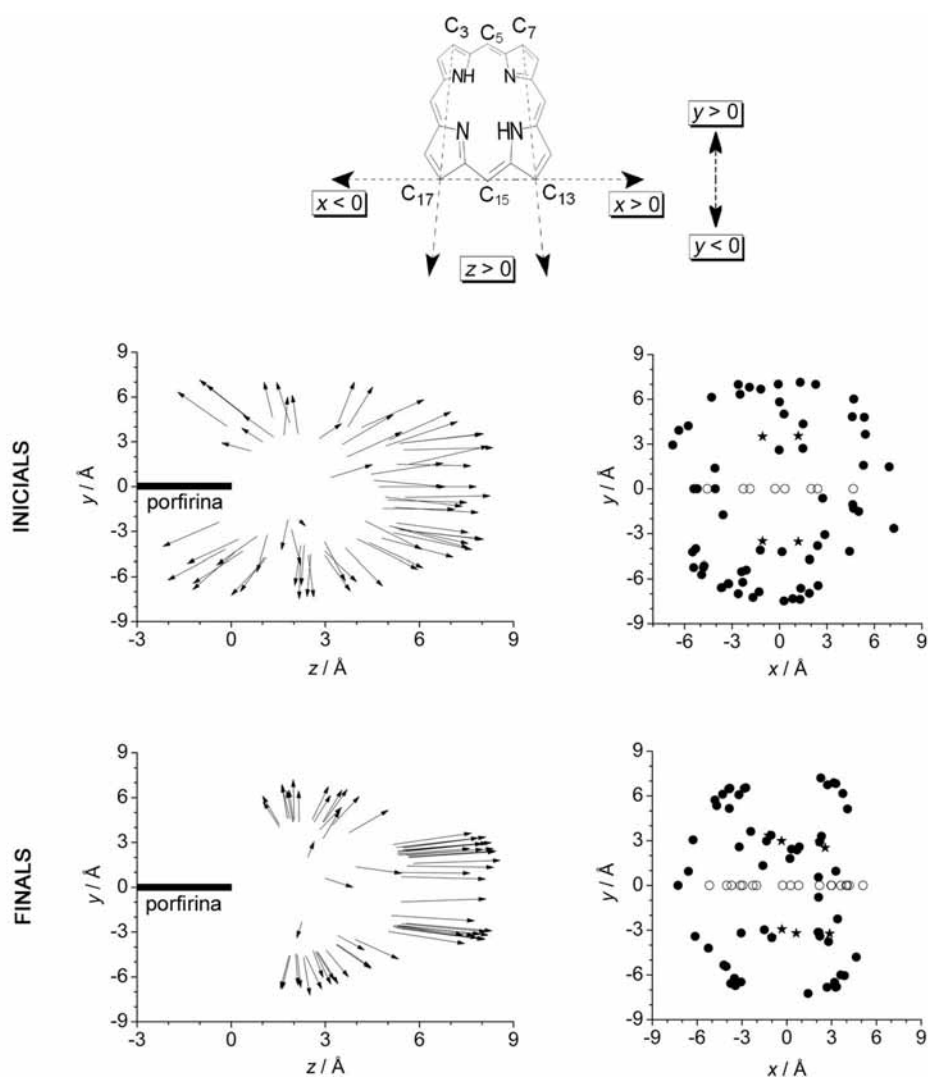 C3 C5 C7
NH N
N HN
y > 0
C17 C15 C13
x < 0 x > 0
z > 0
y < 0
INICIALS
9
6
3
0
-3
-6
-9
y / Å
porfirina
-3 0 3 6 9
z / Å
9
6
3
0
-3
-6
-9
y / Å
-6 -3 0 3 6
x / Å
FINALS
9
6
3
0
-3
-6
-9
y / Å
porfirina
-3 0 3 6 9
z / Å
9
6
3
0
-3
-6
-9
y / Å
-9 -6 -3 0 3 6 9
x / Å